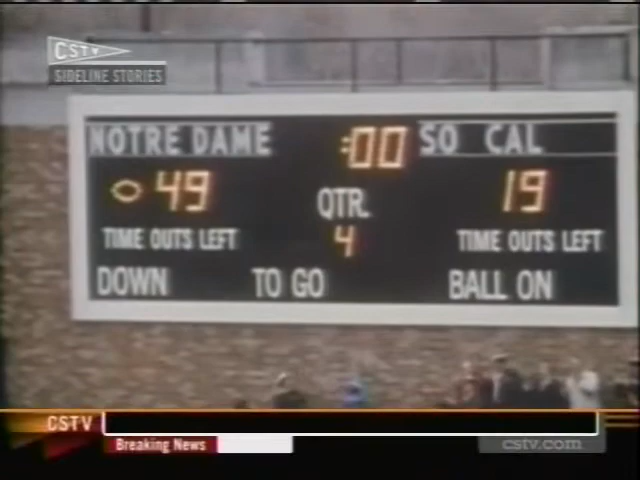 CSTV
SIDELINE STORIES
NOTRE DAME :00 SO CAL
49 QTR. 19
TIME OUTS LEFT 4 TIME OUTS LEFT
DOWN TO GO BALL ON
CSTV
Breaking News cstv.com